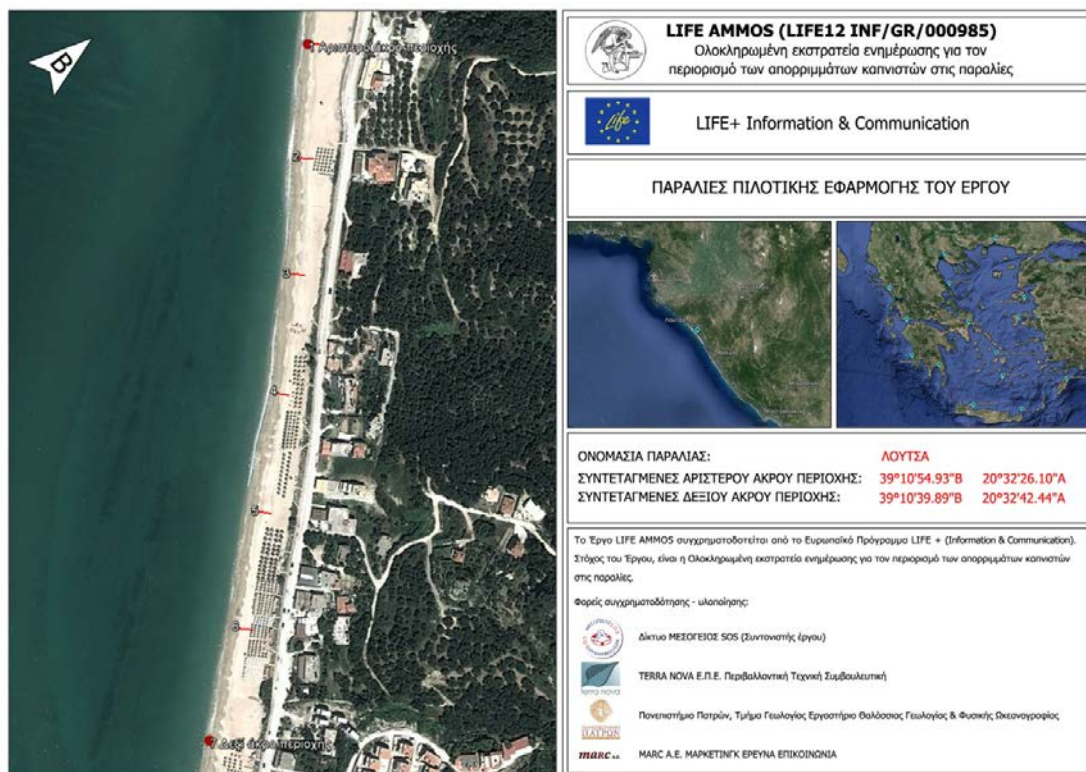 Β
1 Αριστερό άκρο περιοχής
2
3
4
5
6
7 Δεξί άκρο περιοχής
LIFE AMMOS (LIFE12 INF/GR/000985)
Ολοκληρωμένη εκστρατεία ενημέρωσης για τον
περιορισμό των απορριμμάτων καπνιστών στις παραλίες
Life
LIFE+ Information & Communication
ΠΑΡΑΛΙΕΣ ΠΙΛΟΤΙΚΗΣ ΕΦΑΡΜΟΓΗΣ ΤΟΥ ΕΡΓΟΥ
ΟΝΟΜΑΣΙΑ ΠΑΡΑΛΙΑΣ: ΛΟΥΤΣΑ
ΣΥΝΤΕΤΑΓΜΕΝΕΣ ΑΡΙΣΤΕΡΟΥ ΑΚΡΟΥ ΠΕΡΙΟΧΗΣ: 39°10'54.93"Β 20°32'26.10"Α
ΣΥΝΤΕΤΑΓΜΕΝΕΣ ΔΕΞΙΟΥ ΑΚΡΟΥ ΠΕΡΙΟΧΗΣ: 39°10'39.89"Β 20°32'42.44"Α
Το Έργο LIFE AMMOS συγχρηματοδοτείται από το Ευρωπαϊκό Πρόγραμμα LIFE + (Information & Communication).
Στόχος του Έργου, είναι η Ολοκληρωμένη εκστρατεία ενημέρωσης για τον περιορισμό των απορριμμάτων καπνιστών
στις παραλίες.
Φορείς συγχρηματοδότησης - υλοποίησης:
Δίκτυο ΜΕΣΟΓΕΙΟΣ SOS (Συντονιστής έργου)
terra nova
TERRA NOVA Ε.Π.Ε. Περιβαλλοντική Τεχνική Συμβουλευτική
ΠΑΤΡΩΝ
Πανεπιστήμιο Πατρών, Τμήμα Γεωλογίας Εργαστήριο Θαλάσσιας Γεωλογίας & Φυσικής Ωκεανογραφίας
marc A.E.
MARC A.E. ΜΑΡΚΕΤΙΝΓΚ ΕΡΕΥΝΑ ΕΠΙΚΟΙΝΩΝΙΑ